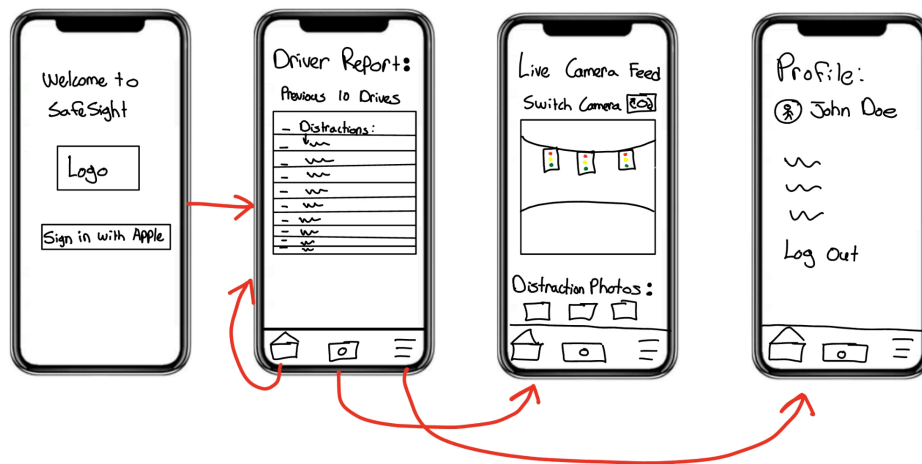 Welcome to
SafeSight
Logo
Sign in with Apple
Driver Report:
Previous 10 Drives
Distractions:
Live Camera Feed
Switch Camera
Distraction Photos:
Profile:
John Doe
Log Out